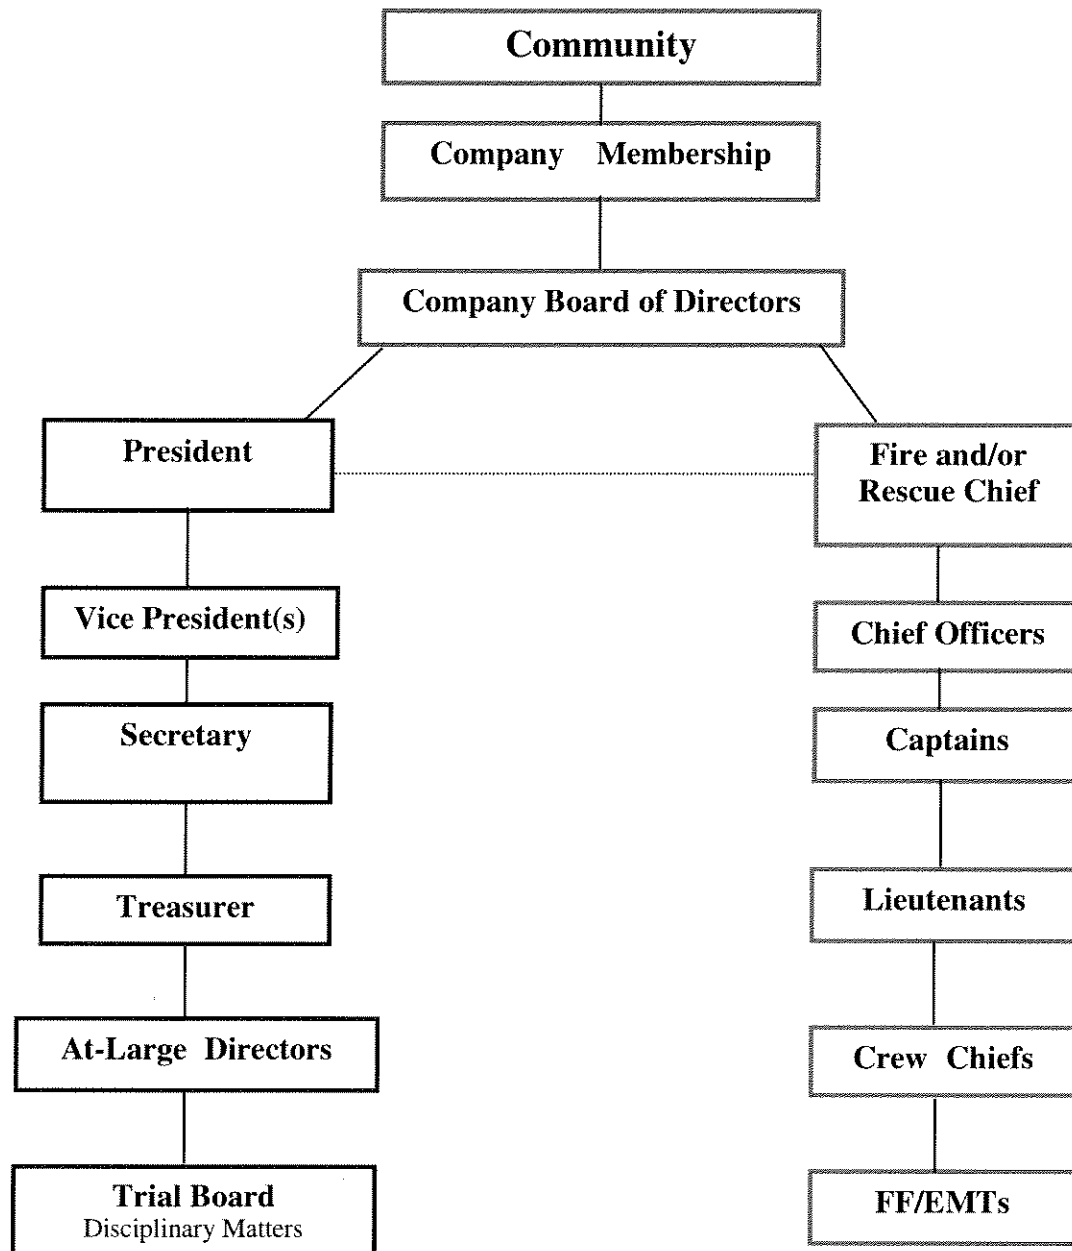 Community
Company Membership
Company Board of Directors
President
Fire and/or
Rescue Chief
Vice President(s)
Chief Officers
Secretary
Captains
Treasurer
Lieutenants
At-Large Directors
Crew Chiefs
Trial Board
Disciplinary Matters
FF/EMTs